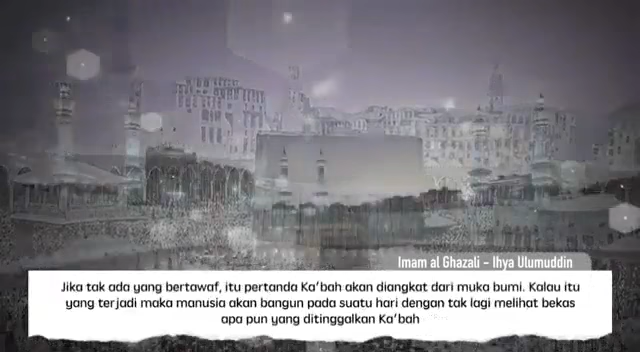 Imam al Ghazali - Ihya Ulumuddin
Jika tak ada yang bertawaf, itu pertanda Ka'bah akan diangkat dari muka bumi. Kalau itu
yang terjadi maka manusia akan bangun pada suatu hari dengan tak lagi melihat bekas
apa pun yang ditinggalkan Ka'bah